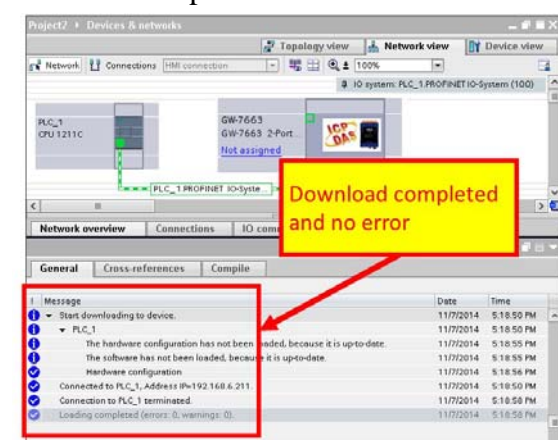 Project2 ▸ Devices & networks
Topology view Network view Device view
Network Connections HMI connection 100%
IO system: PLC_1.PROFINET IO-System (100)
PLC_1
CPU 1211C
GW-7663
GW-7663 2-Port...
Not assigned
ICP DAS
PLC_1.PROFINET IO-Syste...
Download completed
and no error
Network overview Connections IO com
General Cross-references Compile
! Message Date Time
Start downloading to device. 11/7/2014 5:18:50 PM
PLC_1 11/7/2014 5:18:50 PM
The hardware configuration has not been loaded, because it is up-to-date. 11/7/2014 5:18:55 PM
The software has not been loaded, because it is up-to-date. 11/7/2014 5:18:55 PM
Hardware configuration 11/7/2014 5:18:56 PM
Connected to PLC_1, Address IP=192.168.6.211. 11/7/2014 5:18:50 PM
Connection to PLC_1 terminated. 11/7/2014 5:18:58 PM
Loading completed (errors: 0, warnings: 0). 11/7/2014 5:18:58 PM